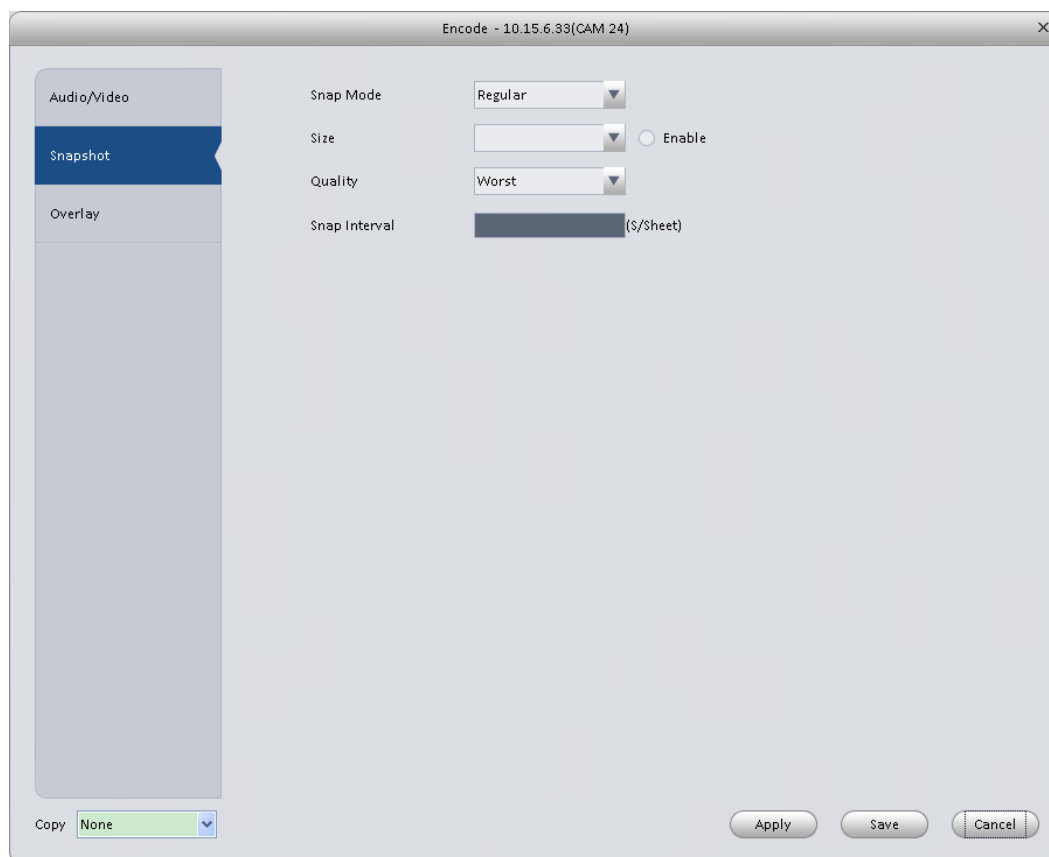 Encode - 10.15.6.33(CAM 24)
Audio/Video
Snapshot
Overlay
Snap Mode Regular
Size Enable
Quality Worst
Snap Interval (S/Sheet)
Copy None Apply Save Cancel